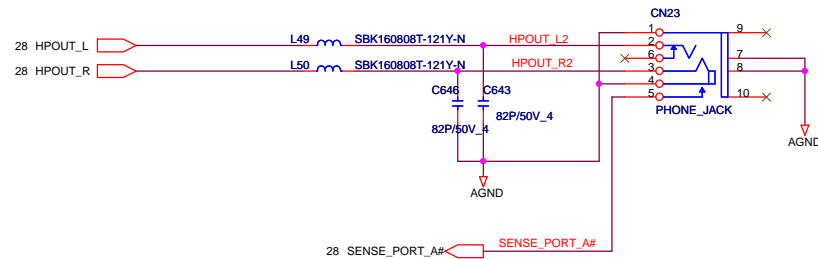 CN23
28 HPOUT_L
L49
SBK160808T-121Y-N
HPOUT_L2
1
2
6
3
4
5
9
7
8
10
28 HPOUT_R
L50
SBK160808T-121Y-N
HPOUT_R2
C646
C643
82P/50V_4
82P/50V_4
PHONE_JACK
AGND
AGND
28 SENSE_PORT_A#
SENSE_PORT_A#